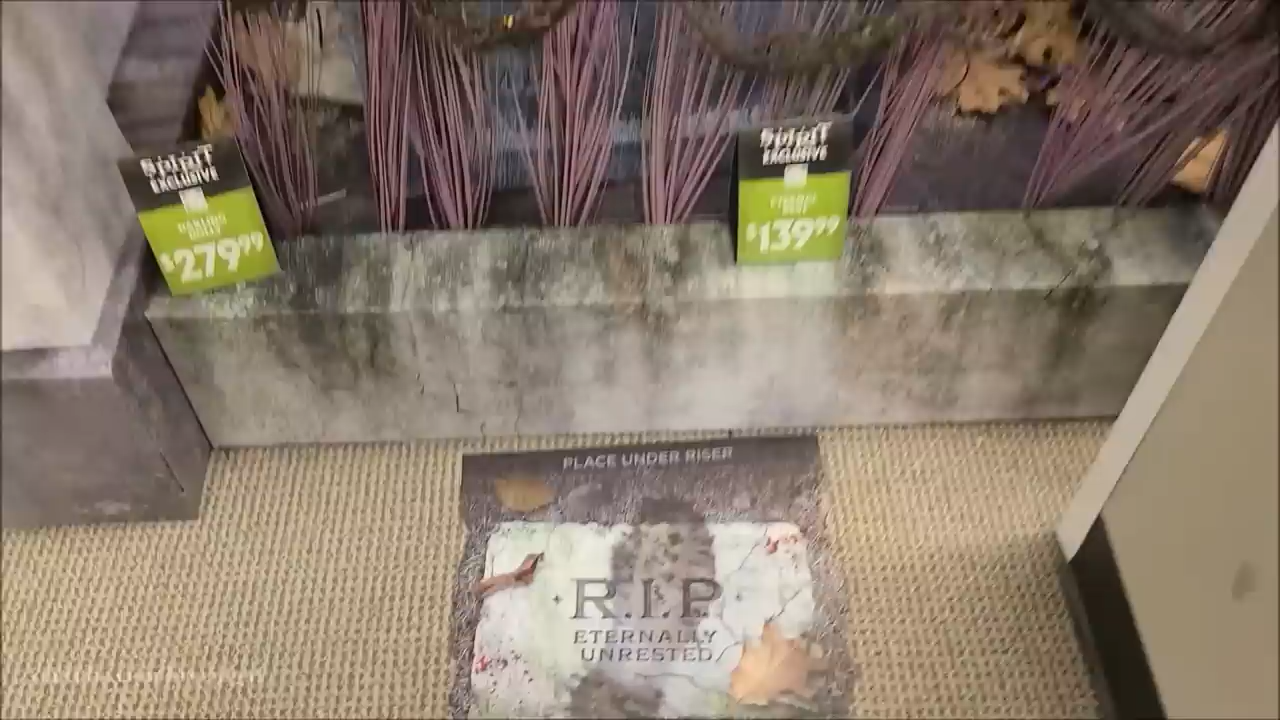 SPIRIT
EXCLUSIVE
$279.99
SPIRIT
EXCLUSIVE
$139.99
PLACE UNDER RISER
R.I.P
ETERNALLY
UNRESTED